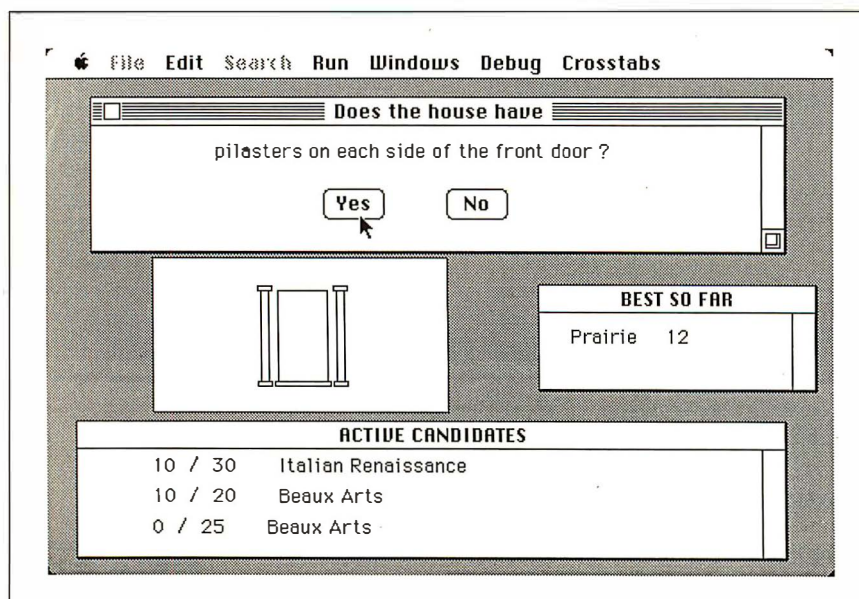 File Edit Search Run Windows Debug Crosstabs
Does the house have
pilasters on each side of the front door ?
Yes No
BEST SO FAR
Prairie 12
ACTIVE CANDIDATES
10 / 30 Italian Renaissance
10 / 20 Beaux Arts
0 / 25 Beaux Arts